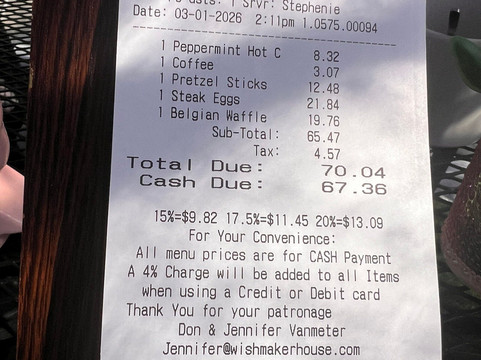 Srvr: Stephenie
Date: 03-01-2026 2:11pm 1.0575.00094
1 Peppermint Hot C 8.32
1 Coffee 3.07
1 Pretzel Sticks 12.48
1 Steak Eggs 21.84
1 Belgian Waffle 19.76
Sub-Total: 65.47
Tax: 4.57
Total Due: 70.04
Cash Due: 67.36
15%=$9.82 17.5%=$11.45 20%=$13.09
For Your Convenience:
All menu prices are for CASH Payment
A 4% Charge will be added to all Items
when using a Credit or Debit card
Thank You for your patronage
Don & Jennifer Vanmeter
Jennifer@wishmakerhouse.com